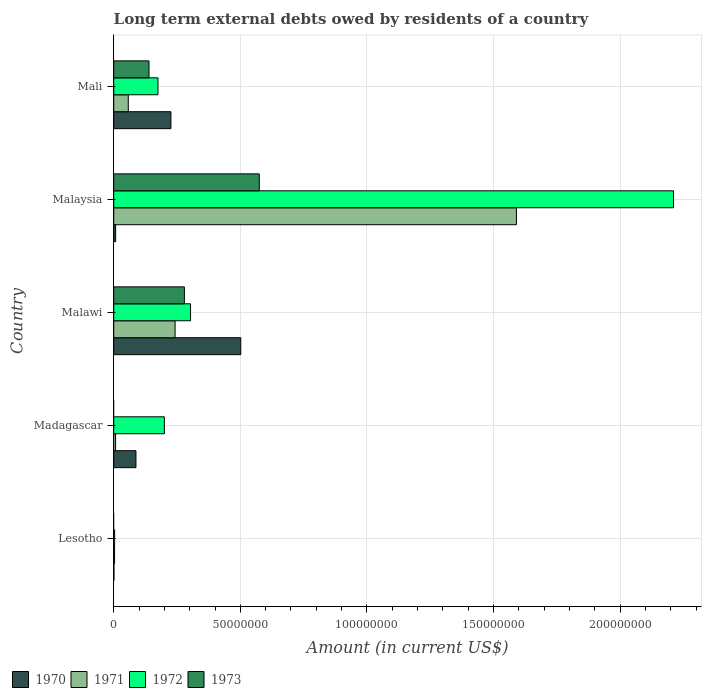 Long term external debts owed by residents of a country
Mali
Malaysia
Malawi
Madagascar
Lesotho
Country
0
50000000
100000000
150000000
200000000
Amount (in current US$)
1970
1971
1972
1973